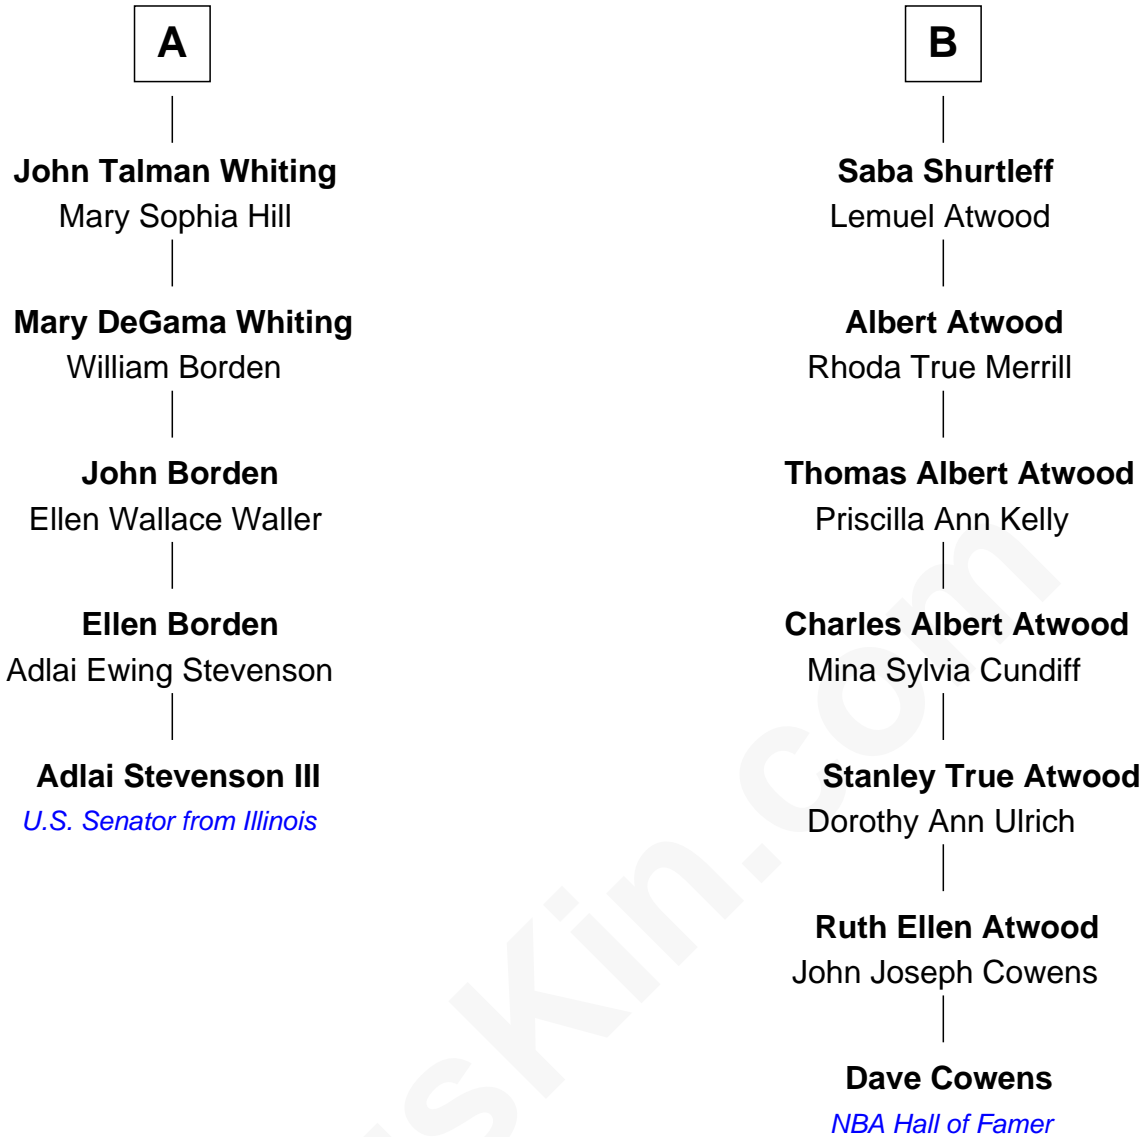 A
John Talman Whiting
Mary Sophia Hill
Mary DeGama Whiting
William Borden
John Borden
Ellen Wallace Waller
Ellen Borden
Adlai Ewing Stevenson
Adlai Stevenson III
U.S. Senator from Illinois
B
Saba Shurtleff
Lemuel Atwood
Albert Atwood
Rhoda True Merrill
Thomas Albert Atwood
Priscilla Ann Kelly
Charles Albert Atwood
Mina Sylvia Cundiff
Stanley True Atwood
Dorothy Ann Ulrich
Ruth Ellen Atwood
John Joseph Cowens
Dave Cowens
NBA Hall of Famer
sKin.com